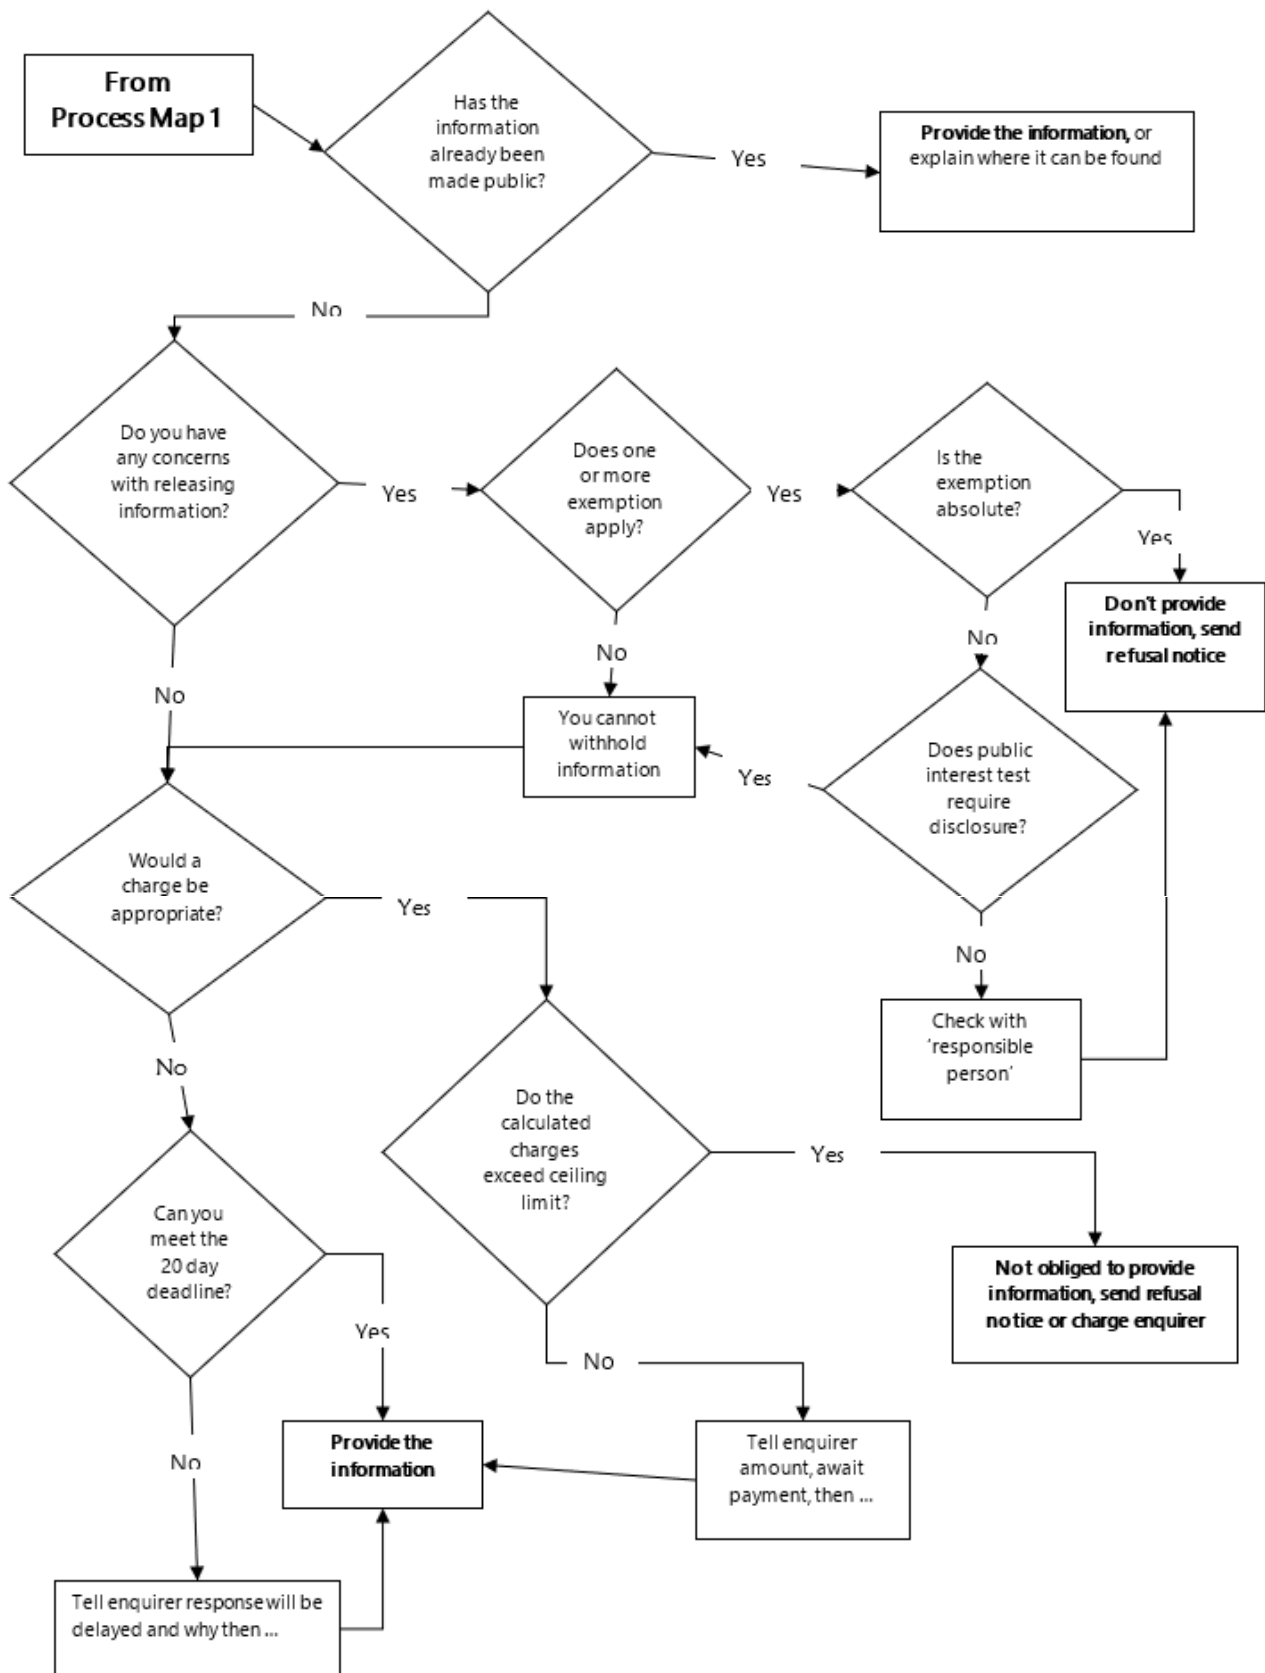 From
Process Map 1
Has the
information
already been
made public?
Yes
Provide the information, or
explain where it can be found
No
Do you have
any concerns
with releasing
information?
Yes
Does one
or more
exemption
apply?
Yes
Is the
exemption
absolute?
Yes
Don't provide
information, send
refusal notice
No
No
No
You cannot
withhold
information
Yes
Does public
interest test
require
disclosure?
Would a
charge be
appropriate?
Yes
No
Check with
‘responsible
person’
No
Do the
calculated
charges
exceed ceiling
limit?
Yes
Can you
meet the
20 day
deadline?
Not obliged to provide
information, send refusal
notice or charge enquirer
Yes
No
No
Provide the
information
Tell enquirer
amount, await
payment, then ...
Tell enquirer response will be
delayed and why then ...